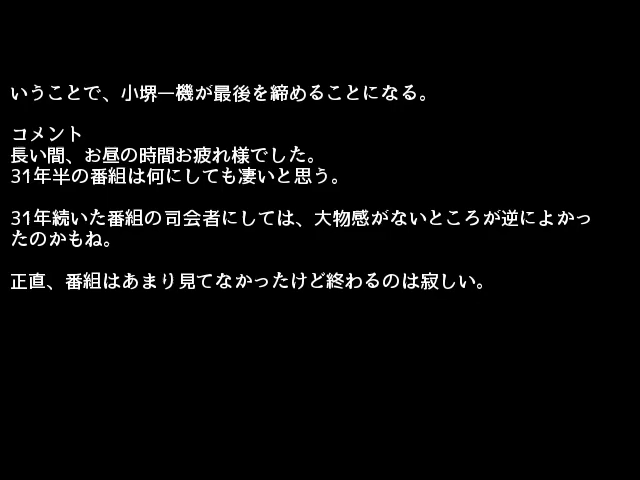 いうことで、小堺一機が最後を締めることになる。
コメント
長い間、お昼の時間お疲れ様でした。
31年半の番組は何にしても凄いと思う。
31年続いた番組の司会者にしては、大物感がないところが逆によかっ
たのかもね。
正直、番組はあまり見てなかったけど終わるのは寂しい。